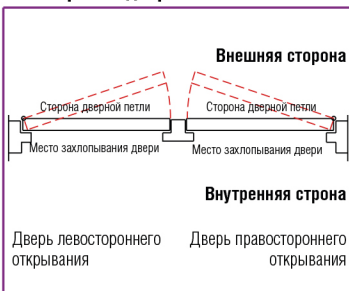 Внешняя сторона
Сторона дверной петли
Сторона дверной петли
Место захлопывания двери
Место захлопывания двери
Внутренняя строна
Дверь левостороннего
открывания
Дверь правостороннего
открывания